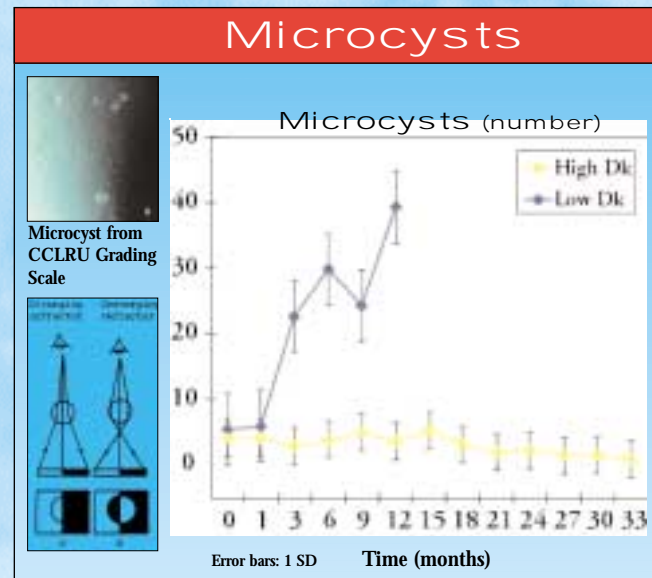 Microcysts
Microcysts (number)
50
40
30
20
10
0
High Dk
Low Dk
0 1 3 6 9 12 15 18 21 24 27 30 33
Error bars: 1 SD Time (months)
Microcyst from
CCLRU Grading
Scale